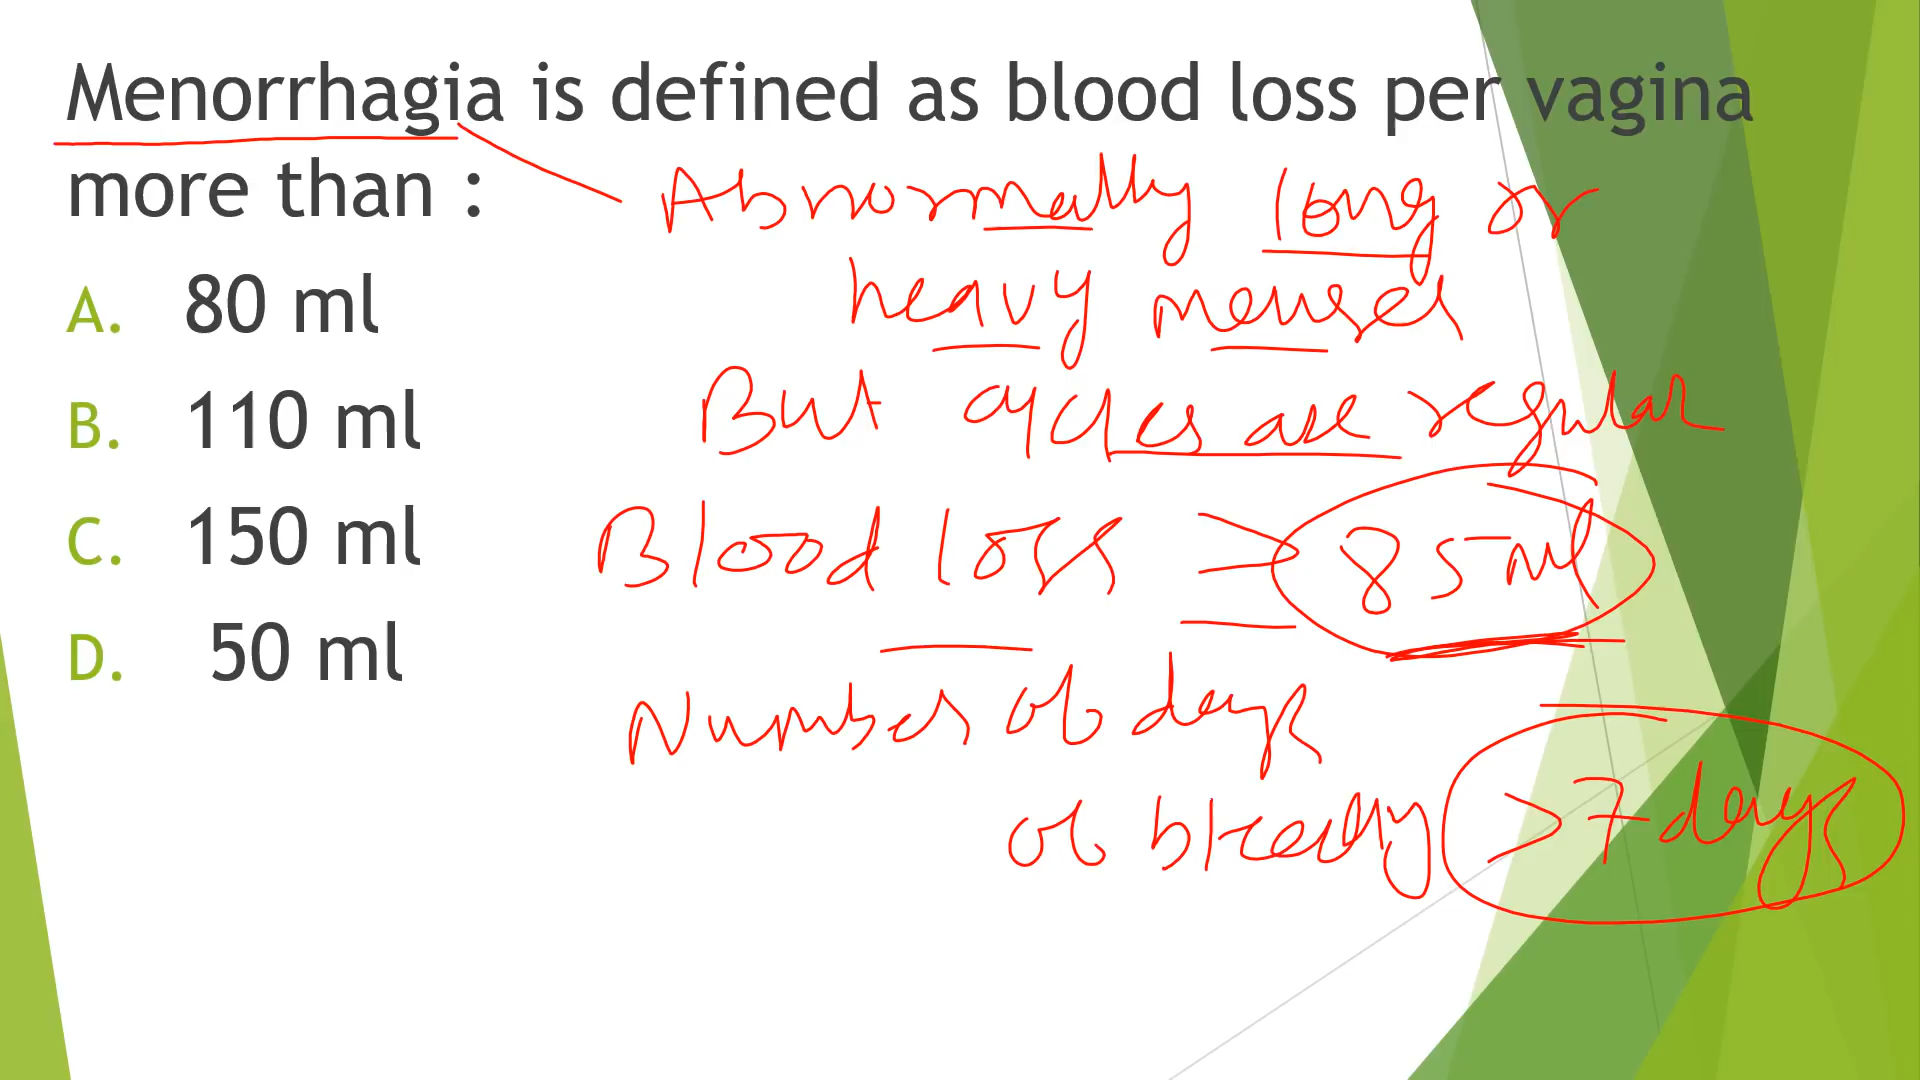 Menorrhagia is defined as blood loss per vagina
more than :
Abnormally long or
heavy menses
A. 80 ml
But cycles are regular
B. 110 ml
Blood loss > 85 ml
C. 150 ml
D. 50 ml
Number of days
of bleeding >7 days